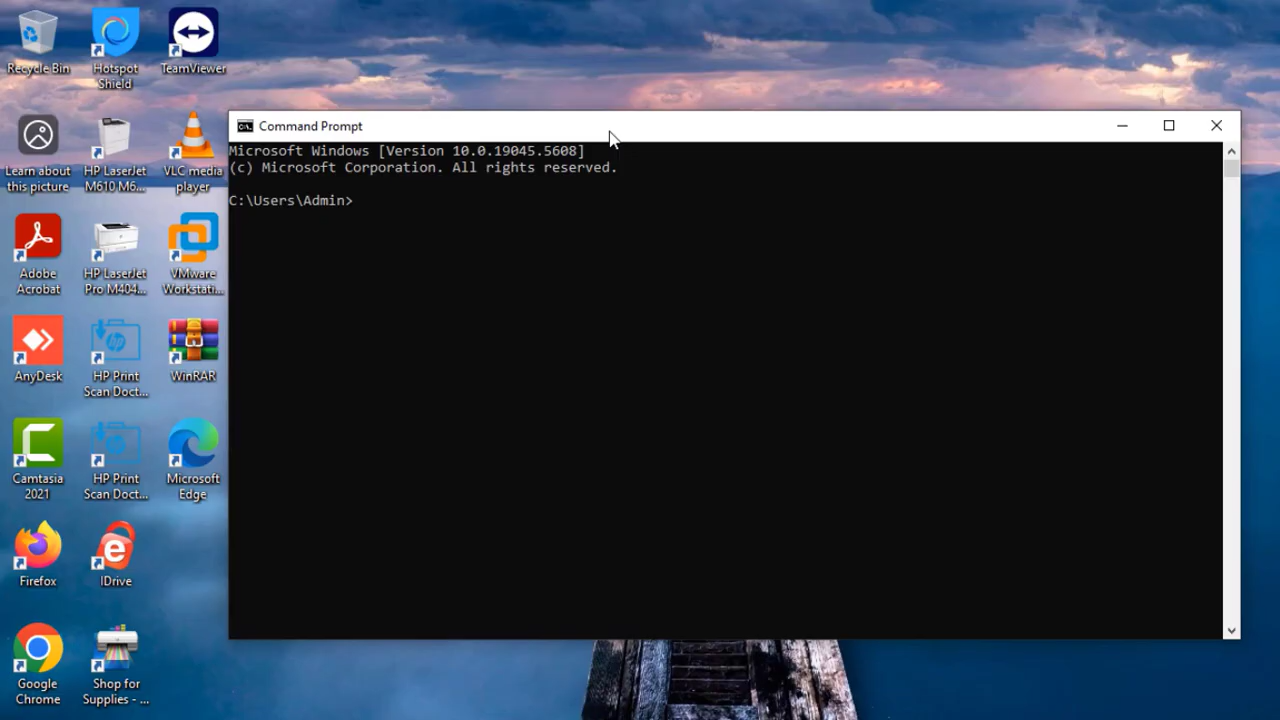 Recycle Bin
Hotspot
Shield
TeamViewer
Learn about
this picture
HP LaserJet
M610 M6...
VLC media
player
Adobe
Acrobat
HP LaserJet
Pro M404...
VMware
Workstati...
AnyDesk
HP Print
Scan Doct...
WinRAR
Camtasia
2021
HP Print
Scan Doct...
Microsoft
Edge
Firefox
IDrive
Google
Chrome
Shop for
Supplies - ...
Command Prompt
Microsoft Windows [Version 10.0.19045.5608]
(c) Microsoft Corporation. All rights reserved.
C:\Users\Admin>